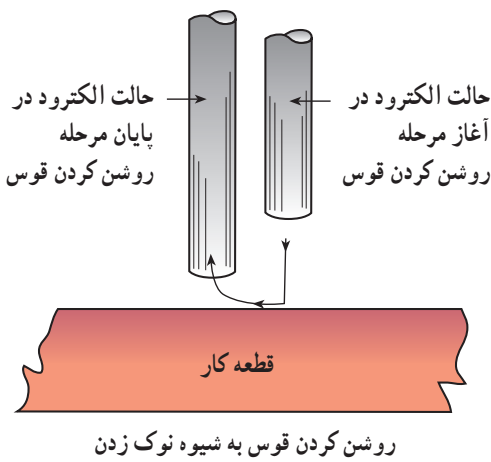 حالت الکترود در
آغاز مرحله
روشن کردن قوس
حالت الکترود در
پایان مرحله
روشن کردن قوس
قطعه کار
روشن کردن قوس به شیوه نوک زدن